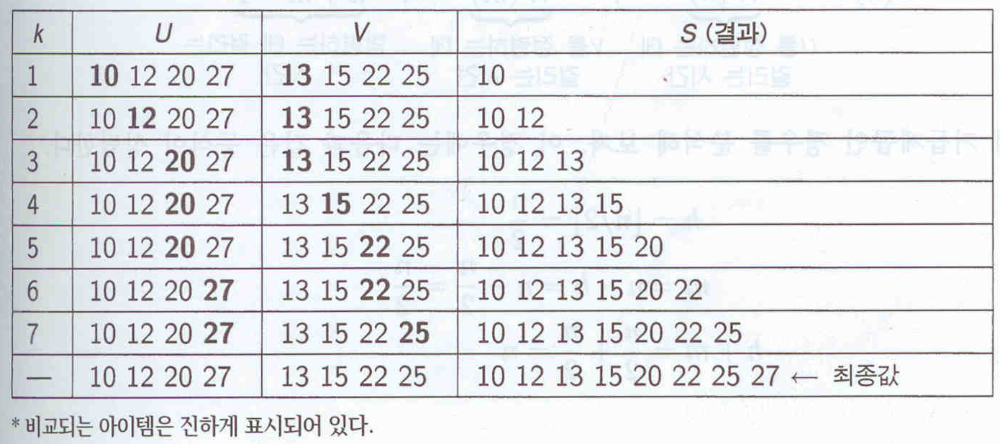 k U V S (결과)
1 10 12 20 27 13 15 22 25 10
2 10 12 20 27 13 15 22 25 10 12
3 10 12 20 27 13 15 22 25 10 12 13
4 10 12 20 27 13 15 22 25 10 12 13 15
5 10 12 20 27 13 15 22 25 10 12 13 15 20
6 10 12 20 27 13 15 22 25 10 12 13 15 20 22
7 10 12 20 27 13 15 22 25 10 12 13 15 20 22 25
— 10 12 20 27 13 15 22 25 10 12 13 15 20 22 25 27 ← 최종값
* 비교되는 아이템은 진하게 표시되어 있다.